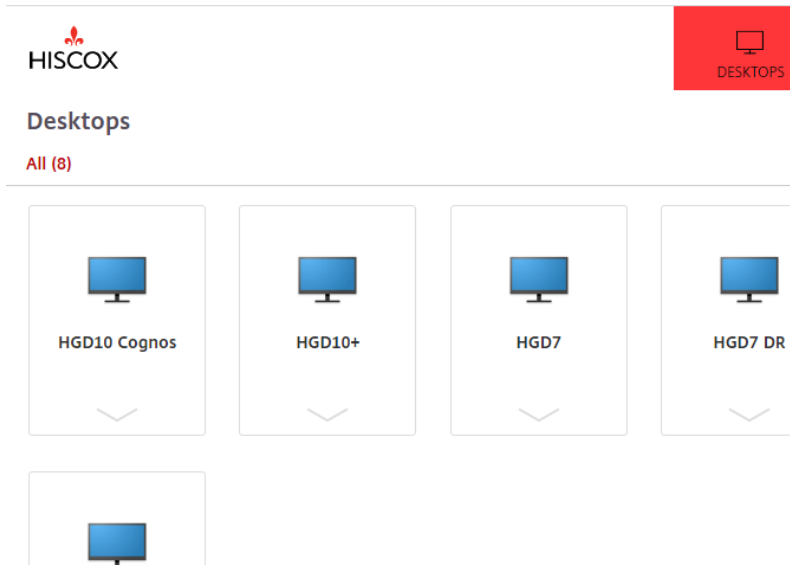 HISCOX
DESKTOPS
Desktops
All (8)
HGD10 Cognos
HGD10+
HGD7
HGD7 DR